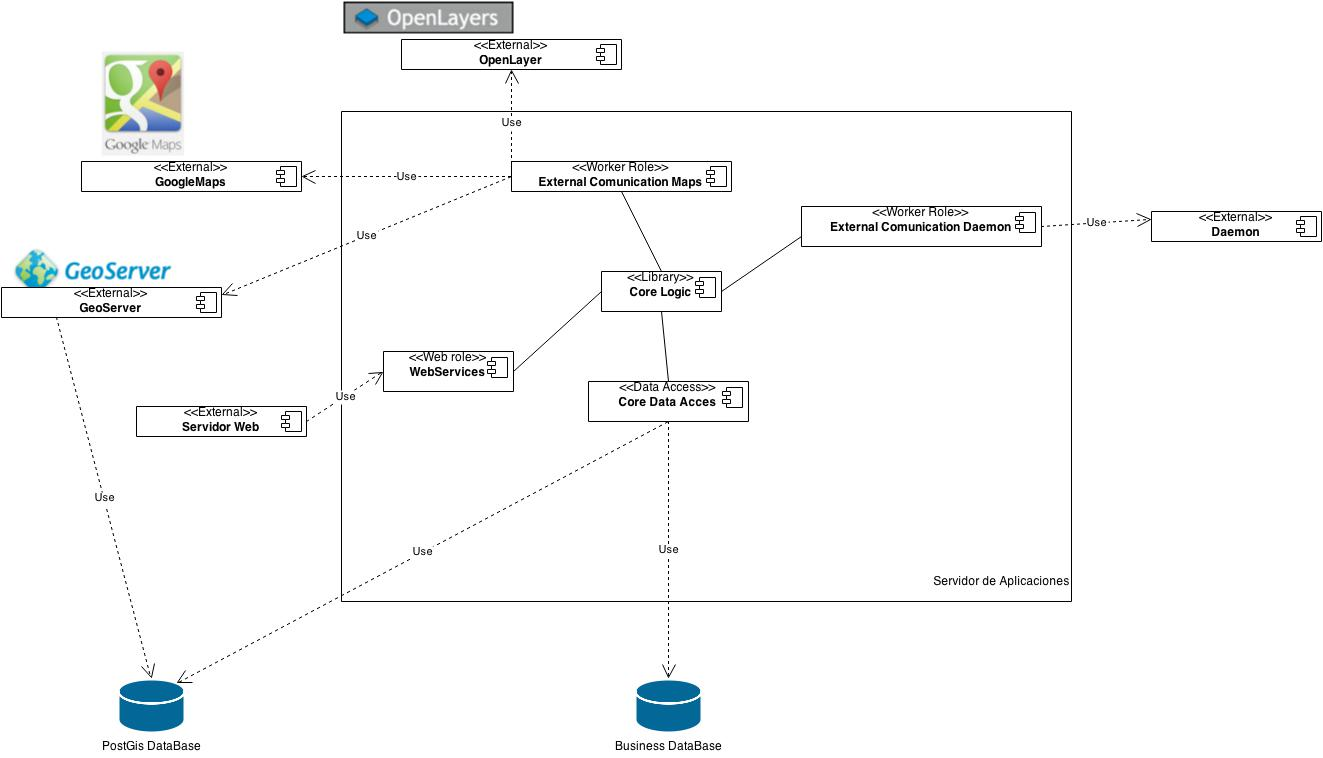 OpenLayers
<<External>>
OpenLayer
Use
Google Maps
<<External>>
GoogleMaps
Use
<<Worker Role>>
External Comunication Maps
<<Worker Role>>
External Comunication Daemon
Use
<<External>>
Daemon
Use
GeoServer
<<External>>
GeoServer
<<Library>>
Core Logic
<<Web role>>
WebServices
Use
<<Data Access>>
Core Data Acces
<<External>>
Servidor Web
Use
Use
Use
Servidor de Aplicaciones
PostGis DataBase
Business DataBase